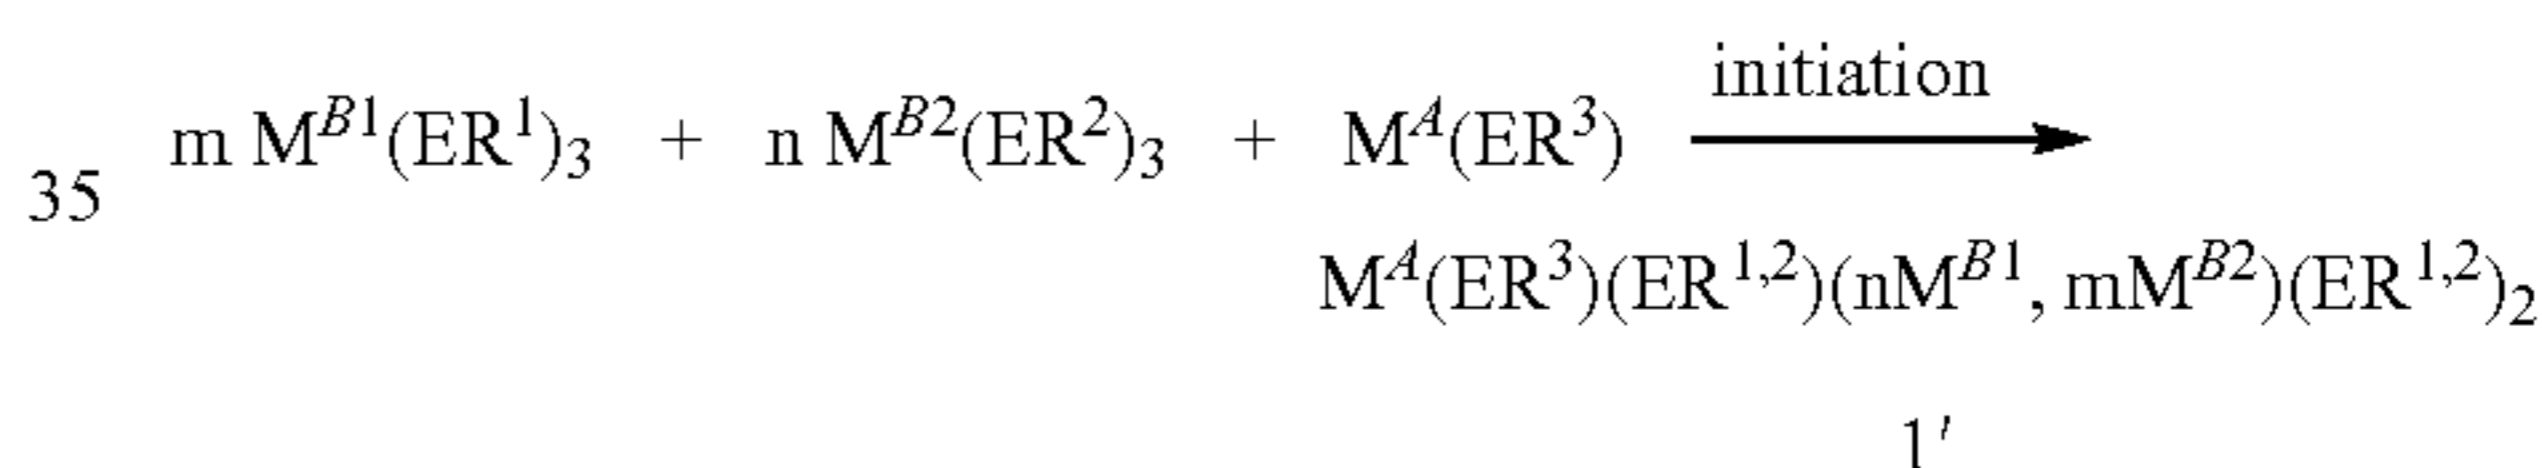 initiation
35 m M^B1(ER^1)_3 + n M^B2(ER^2)_3 + M^A(ER^3)
M^A(ER^3)(ER^1,2)(nM^B1, mM^B2)(ER^1,2)_2
1′